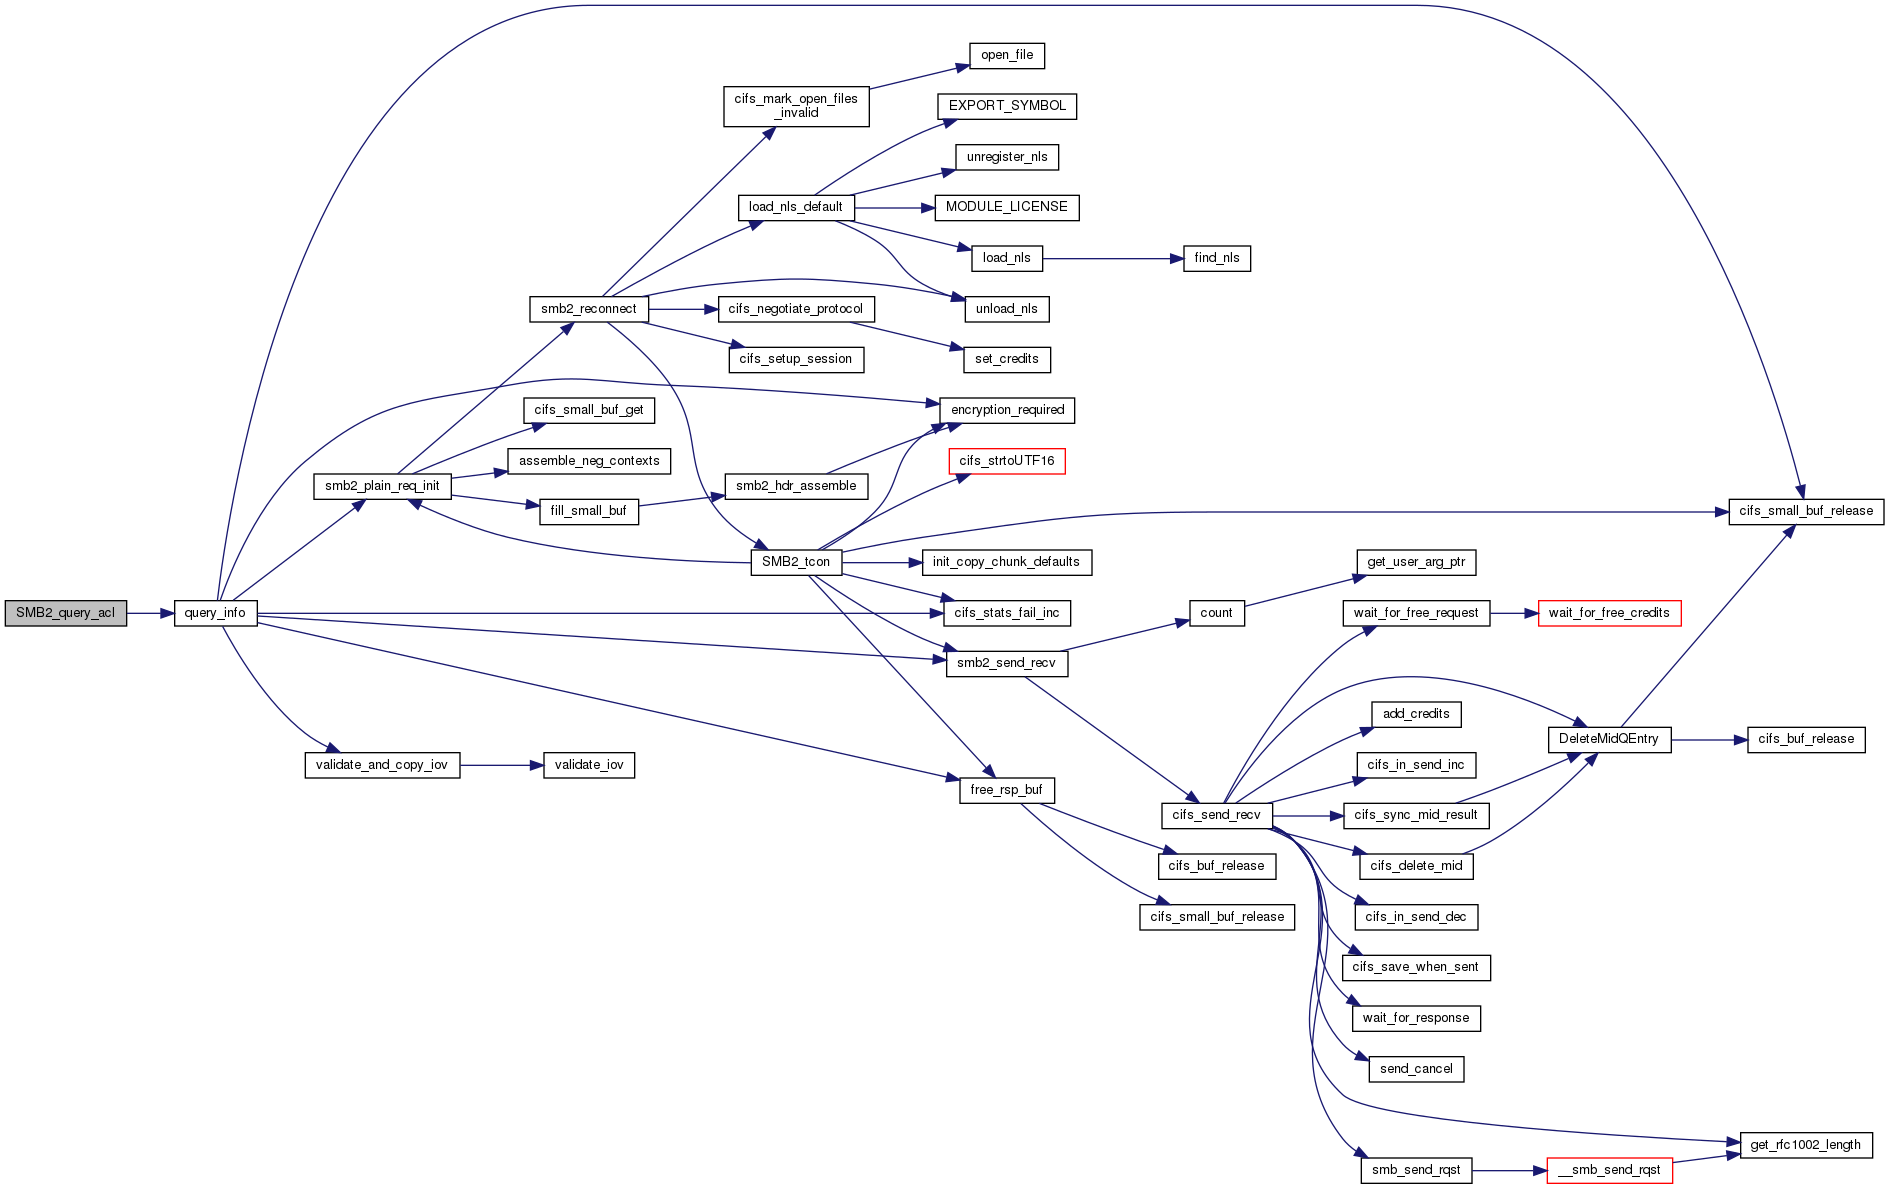 open_file
cifs_mark_open_files
_invalid
EXPORT_SYMBOL
unregister_nls
load_nls_default
MODULE_LICENSE
load_nls
find_nls
smb2_reconnect
cifs_negotiate_protocol
unload_nls
cifs_setup_session
set_credits
cifs_small_buf_get
encryption_required
assemble_neg_contexts
cifs_strtoUTF16
smb2_plain_req_init
smb2_hdr_assemble
fill_small_buf
cifs_small_buf_release
SMB2_tcon
init_copy_chunk_defaults
get_user_arg_ptr
SMB2_query_acl
query_info
cifs_stats_fail_inc
count
wait_for_free_request
wait_for_free_credits
smb2_send_recv
add_credits
DeleteMidQEntry
cifs_buf_release
validate_and_copy_iov
validate_iov
cifs_in_send_inc
free_rsp_buf
cifs_send_recv
cifs_sync_mid_result
cifs_buf_release
cifs_delete_mid
cifs_small_buf_release
cifs_in_send_dec
cifs_save_when_sent
wait_for_response
send_cancel
get_rfc1002_length
smb_send_rqst
__smb_send_rqst